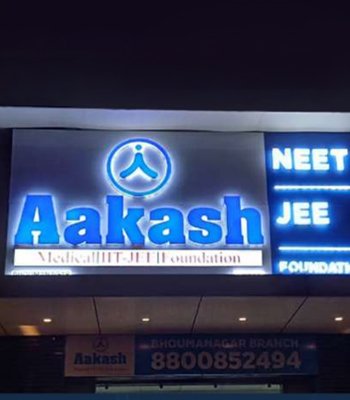 Aakash
Medical|IIT-JEE|Foundation
NEET
JEE
FOUNDATI
Aakash
BHOUMANAGAR BRANCH
8800852494